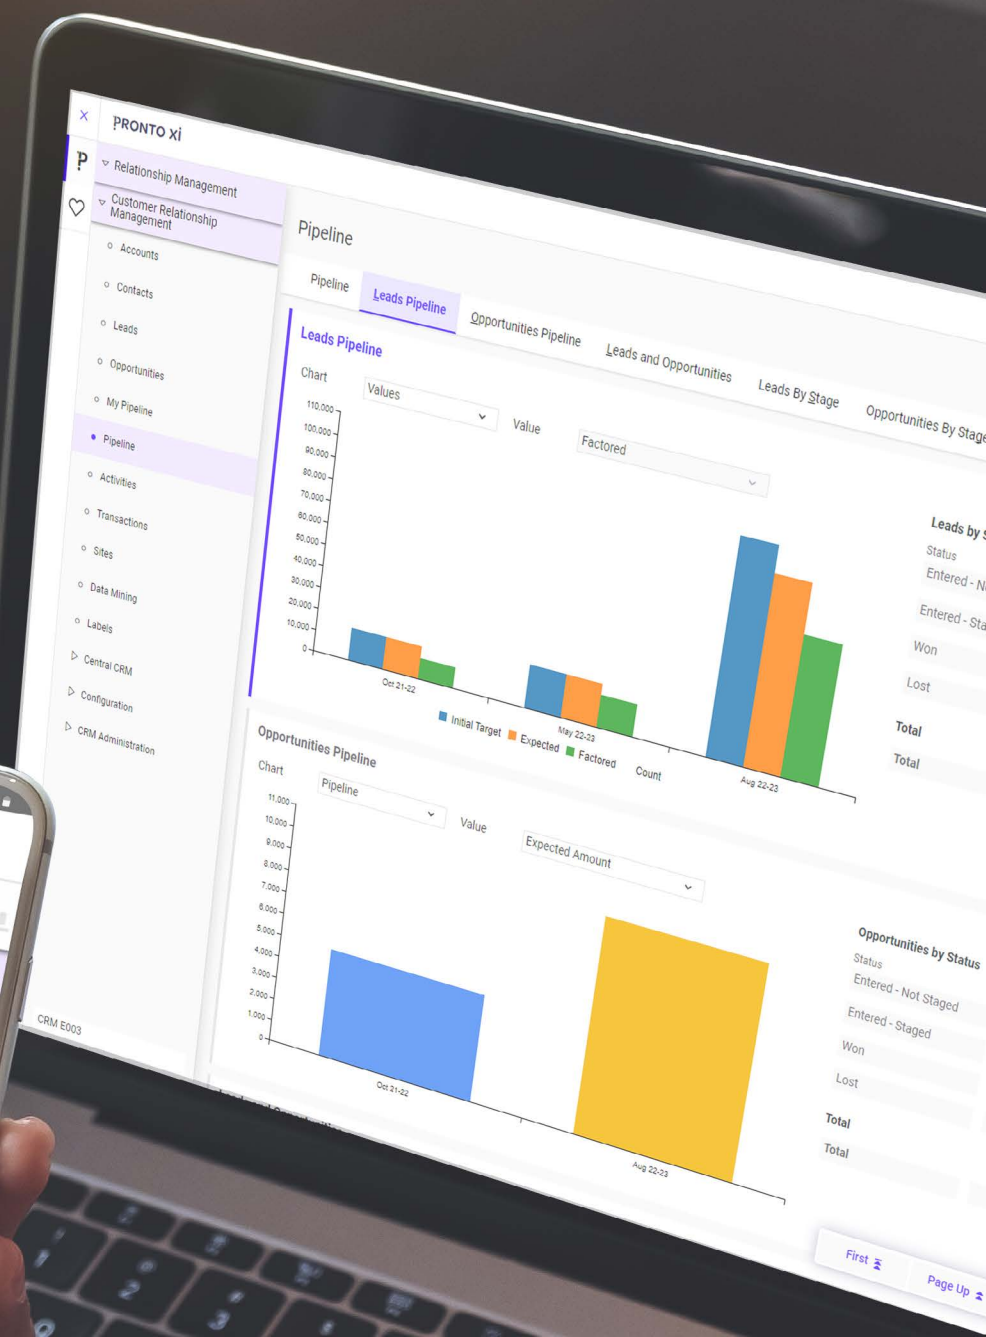 PRONTO Xi
Relationship Management
Customer Relationship
Management
Accounts
Contacts
Leads
Opportunities
My Pipeline
Pipeline
Activities
Transactions
Sites
Data Mining
Labels
Central CRM
Configuration
CRM Administration
CRM E003
Pipeline
Pipeline
Leads Pipeline
Opportunities Pipeline
Leads and Opportunities
Leads By Stage
Opportunities By Stage
Leads Pipeline
Chart
Values
Value
Factored
110,000
100,000
90,000
80,000
70,000
60,000
50,000
40,000
30,000
20,000
10,000
0
Oct 21-22
May 22-23
Aug 22-23
Initial Target
Expected
Factored
Count
Leads by
Status
Entered -
Entered -
Won
Lost
Total
Total
Opportunities Pipeline
Chart
Pipeline
Value
Expected Amount
11,000
10,000
9,000
8,000
7,000
6,000
5,000
4,000
3,000
2,000
1,000
0
Oct 21-22
Aug 22-23
Opportunities by Status
Status
Entered - Not Staged
Entered - Staged
Won
Lost
Total
Total
First
Page Up
1
2
3